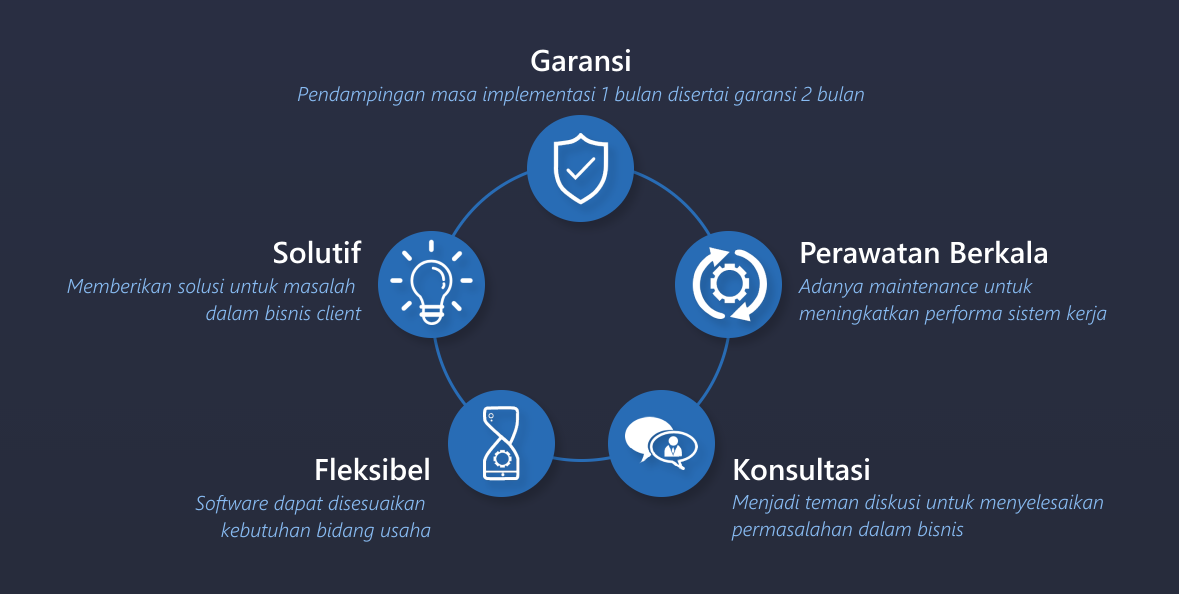 Garansi
Pendampingan masa implementasi 1 bulan disertai garansi 2 bulan
Solutif
Memberikan solusi untuk masalah
dalam bisnis client
Perawatan Berkala
Adanya maintenance untuk
meningkatkan performa sistem kerja
Fleksibel
Software dapat disesuaikan
kebutuhan bidang usaha
Konsultasi
Menjadi teman diskusi untuk menyelesaikan
permasalahan dalam bisnis